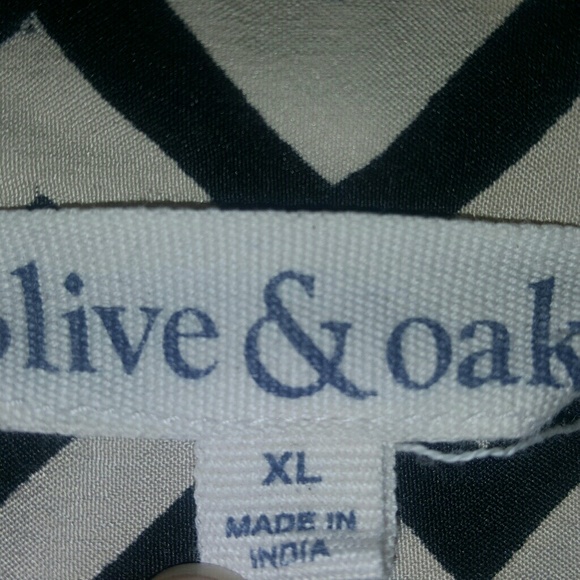 olive & oak
XL
MADE IN
INDIA